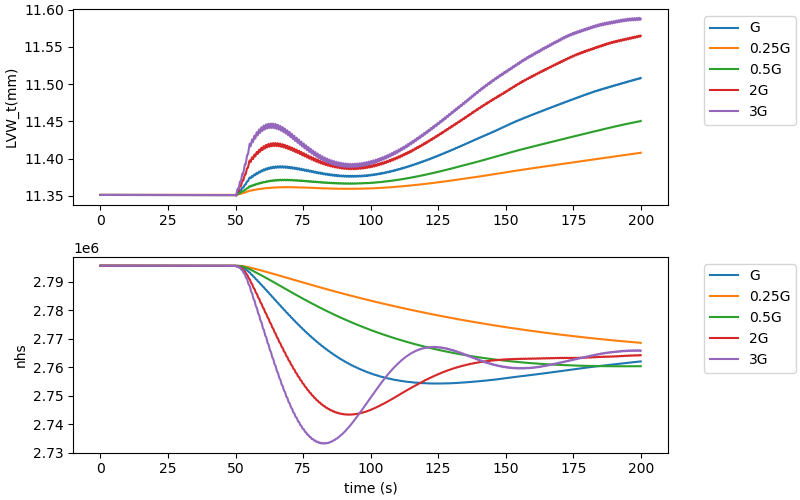 11.60
11.55
11.50
11.45
11.40
11.35
LVW_t(mm)
0 25 50 75 100 125 150 175 200
G
0.25G
0.5G
2G
3G
1e6
2.79
2.78
2.77
2.76
2.75
2.74
2.73
nhs
0 25 50 75 100 125 150 175 200
time (s)
G
0.25G
0.5G
2G
3G